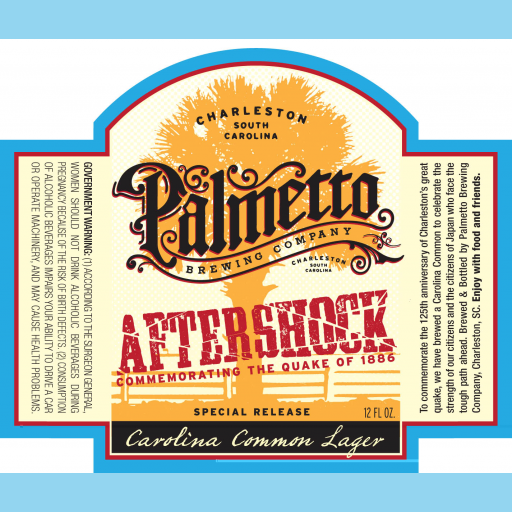 CHARLESTON
SOUTH
CAROLINA
Palmetto
BREWING COMPANY
CHARLESTON
SOUTH
CAROLINA
AFTERSHOCK
COMMEMORATING THE QUAKE OF 1886
SPECIAL RELEASE
12 FL OZ.
Carolina Common Lager
GOVERNMENT WARNING: (1) ACCORDING TO THE SURGEON GENERAL,
WOMEN SHOULD NOT DRINK ALCOHOLIC BEVERAGES DURING
PREGNANCY BECAUSE OF THE RISK OF BIRTH DEFECTS. (2) CONSUMPTION
OF ALCOHOLIC BEVERAGES IMPAIRS YOUR ABILITY TO DRIVE A CAR
OR OPERATE MACHINERY, AND MAY CAUSE HEALTH PROBLEMS.
To commemorate the 125th anniversary of Charleston's great
quake, we have brewed a Carolina Common to celebrate the
strength of our citizens and the citizens of Japan who face the
tough path ahead. Brewed & Bottled by Palmetto Brewing
Company, Charleston, SC. Enjoy with food and friends.